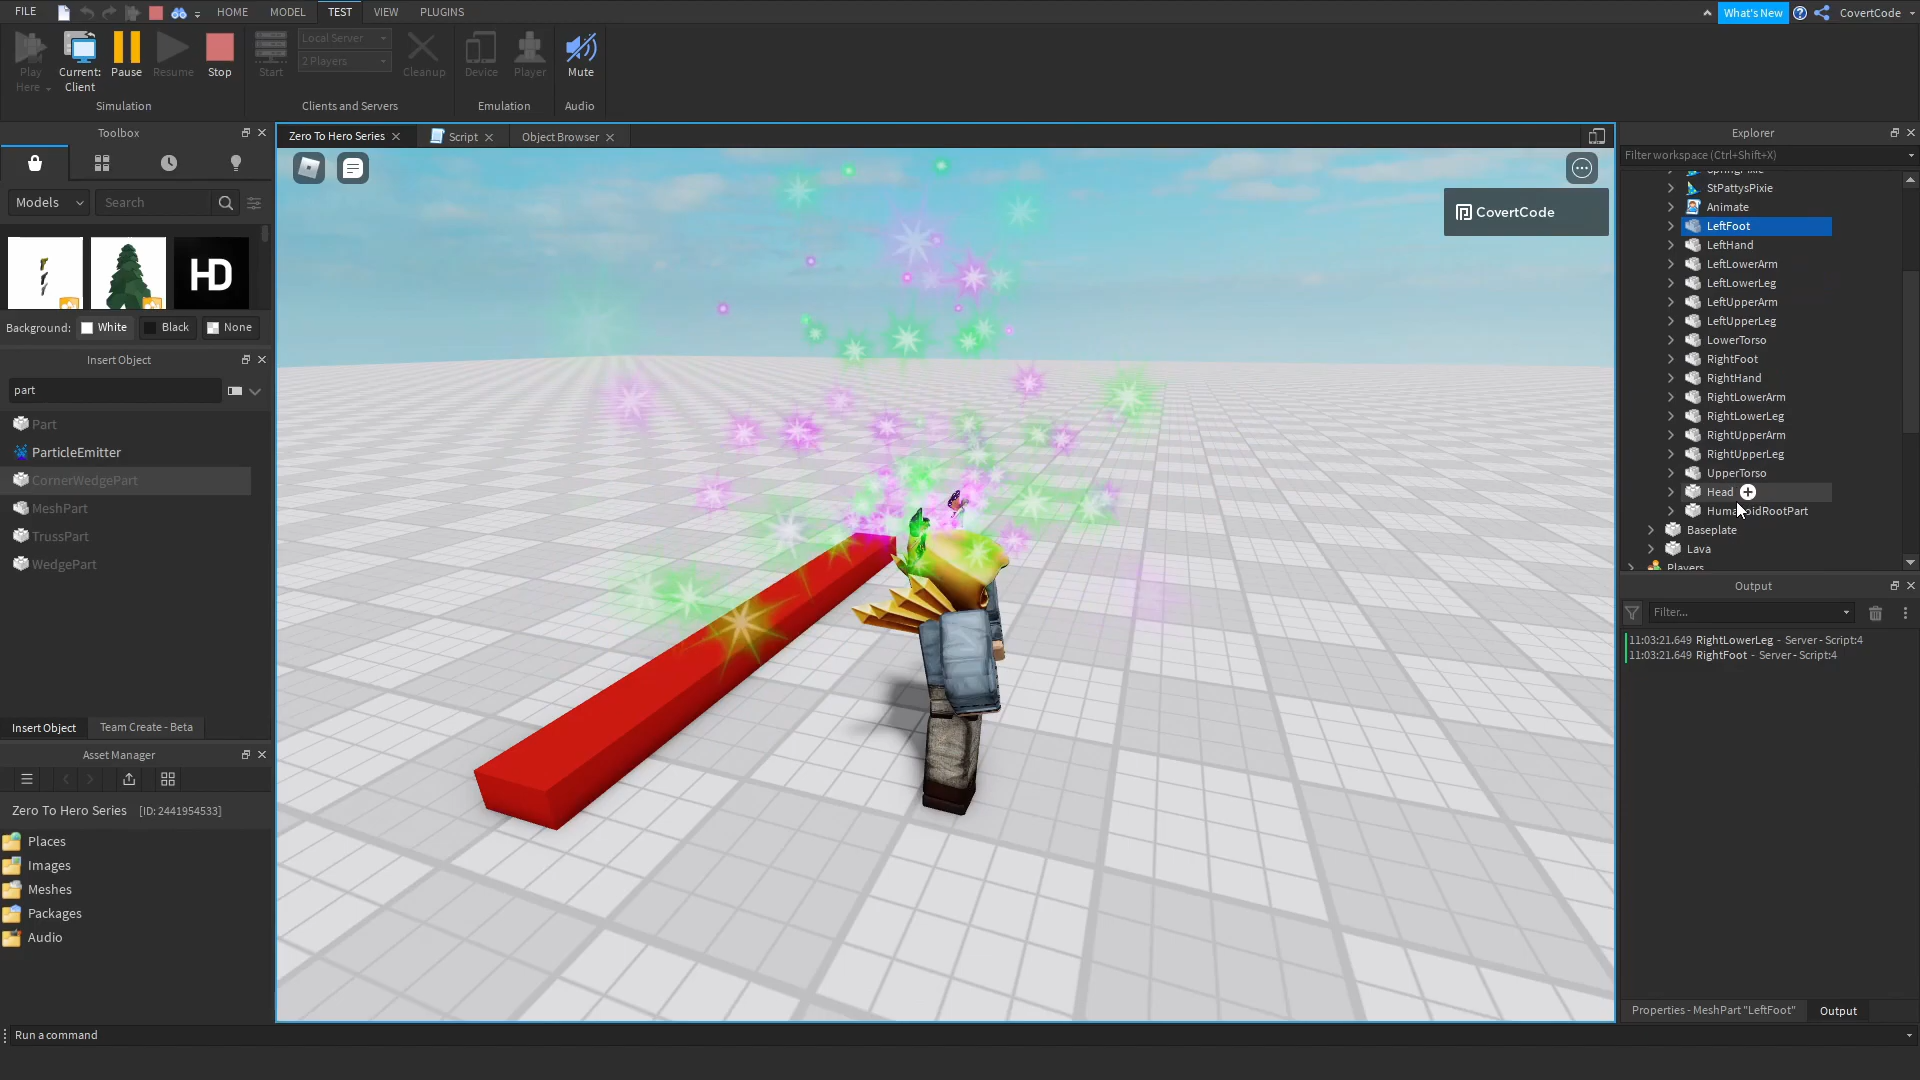 FILE
HOME
MODEL
TEST
VIEW
PLUGINS
What's New
CovertCode
Play
Here
Current:
Client
Pause
Resume
Stop
Start
Local Server
2 Players
Cleanup
Device
Player
Mute
Simulation
Clients and Servers
Emulation
Audio
Toolbox
Models
Search
HD
Background:
White
Black
None
Insert Object
part
Part
ParticleEmitter
CornerWedgePart
MeshPart
TrussPart
WedgePart
Insert Object
Team Create - Beta
Asset Manager
Zero To Hero Series [ID: 2441954533]
Places
Images
Meshes
Packages
Audio
Run a command
Zero To Hero Series
Script
Object Browser
CovertCode
Explorer
Filter workspace (Ctrl+Shift+X)
SpringPixie
StPattysPixie
Animate
LeftFoot
LeftHand
LeftLowerArm
LeftLowerLeg
LeftUpperArm
LeftUpperLeg
LowerTorso
RightFoot
RightHand
RightLowerArm
RightLowerLeg
RightUpperArm
RightUpperLeg
UpperTorso
Head
HumanoidRootPart
Baseplate
Lava
Players
Output
Filter...
11:03:21.649 RightLowerLeg - Server - Script:4
11:03:21.649 RightFoot - Server - Script:4
Properties - MeshPart "LeftFoot"
Output